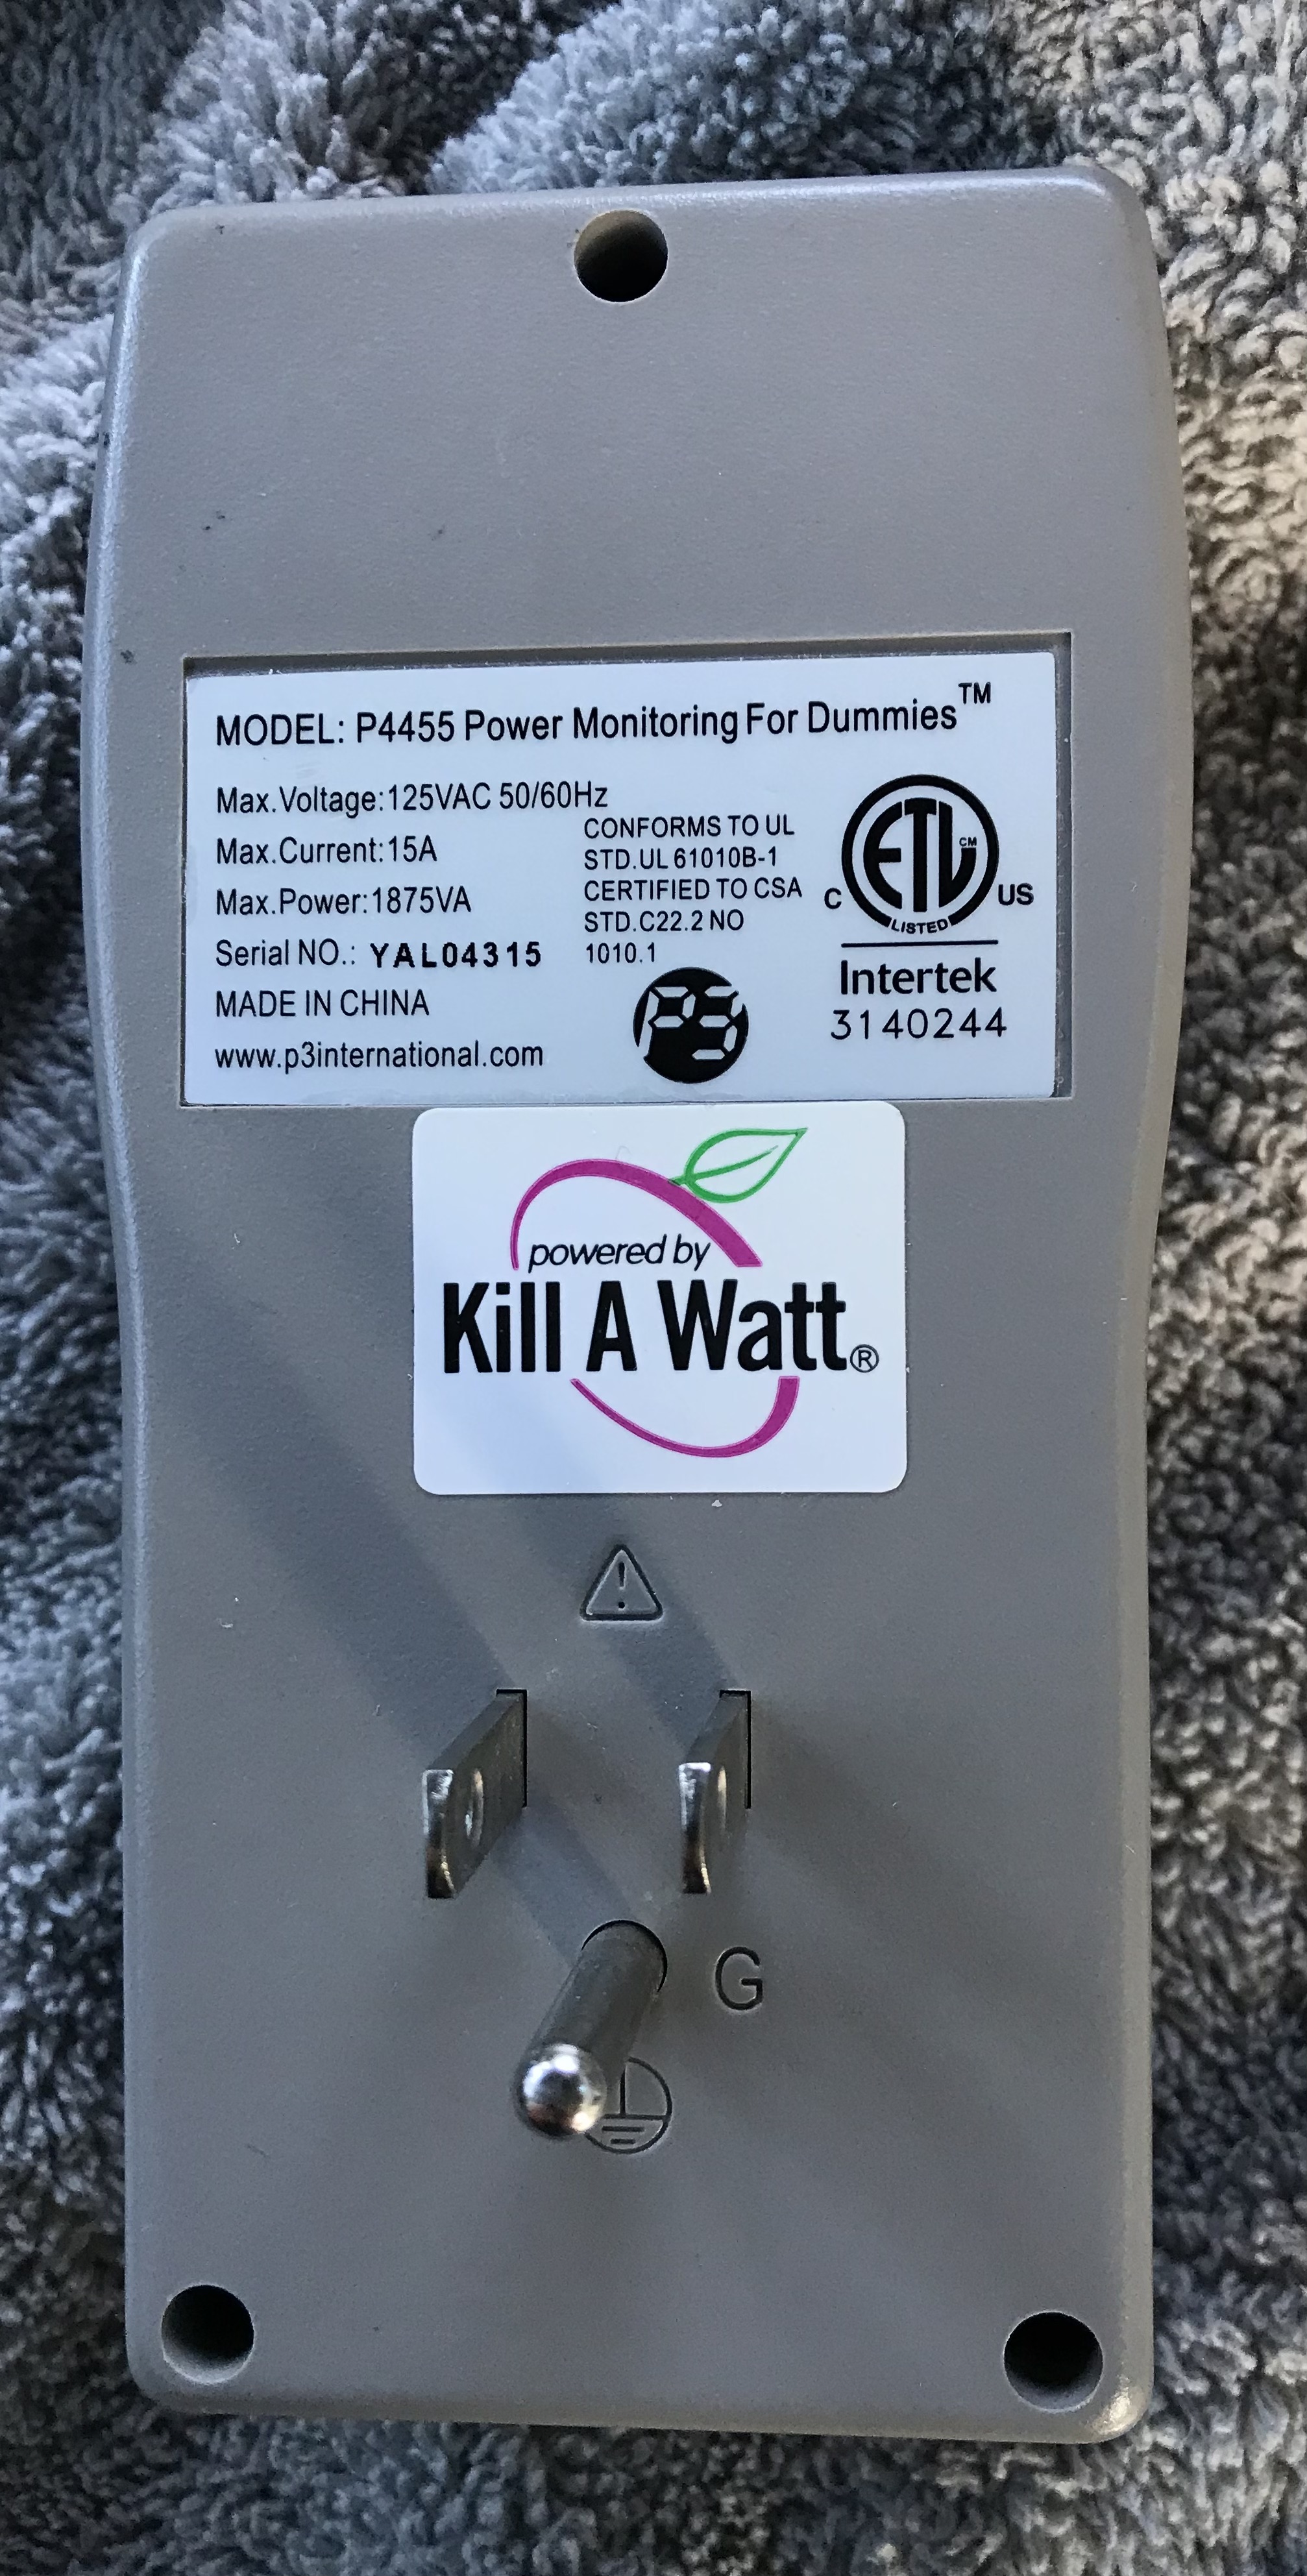 MODEL: P4455 Power Monitoring For Dummies™
Max.Voltage:125VAC 50/60Hz
Max.Current:15A
Max.Power:1875VA
Serial NO.: YAL04315
MADE IN CHINA
www.p3international.com
CONFORMS TO UL
STD.UL 61010B-1
CERTIFIED TO CSA
STD.C22.2 NO
1010.1
P3
C ETL CM US
LISTED
Intertek
3140244
powered by
Kill A Watt®
G